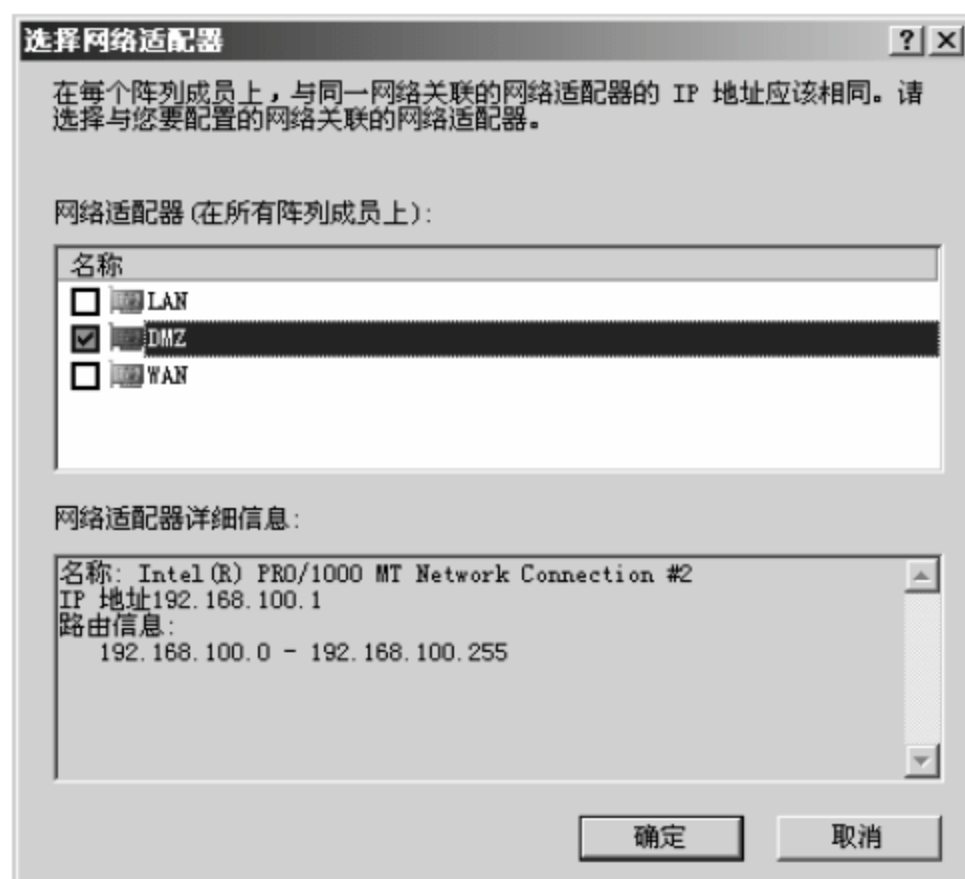 选择网络适配器
在每个阵列成员上，与同一网络关联的网络适配器的 IP 地址应该相同。请
选择与您要配置的网络关联的网络适配器。
网络适配器(在所有阵列成员上):
名称
LAN
DMZ
WAN
网络适配器详细信息:
名称: Intel(R) PRO/1000 MT Network Connection #2
IP 地址192.168.100.1
路由信息:
192.168.100.0 - 192.168.100.255
确定
取消